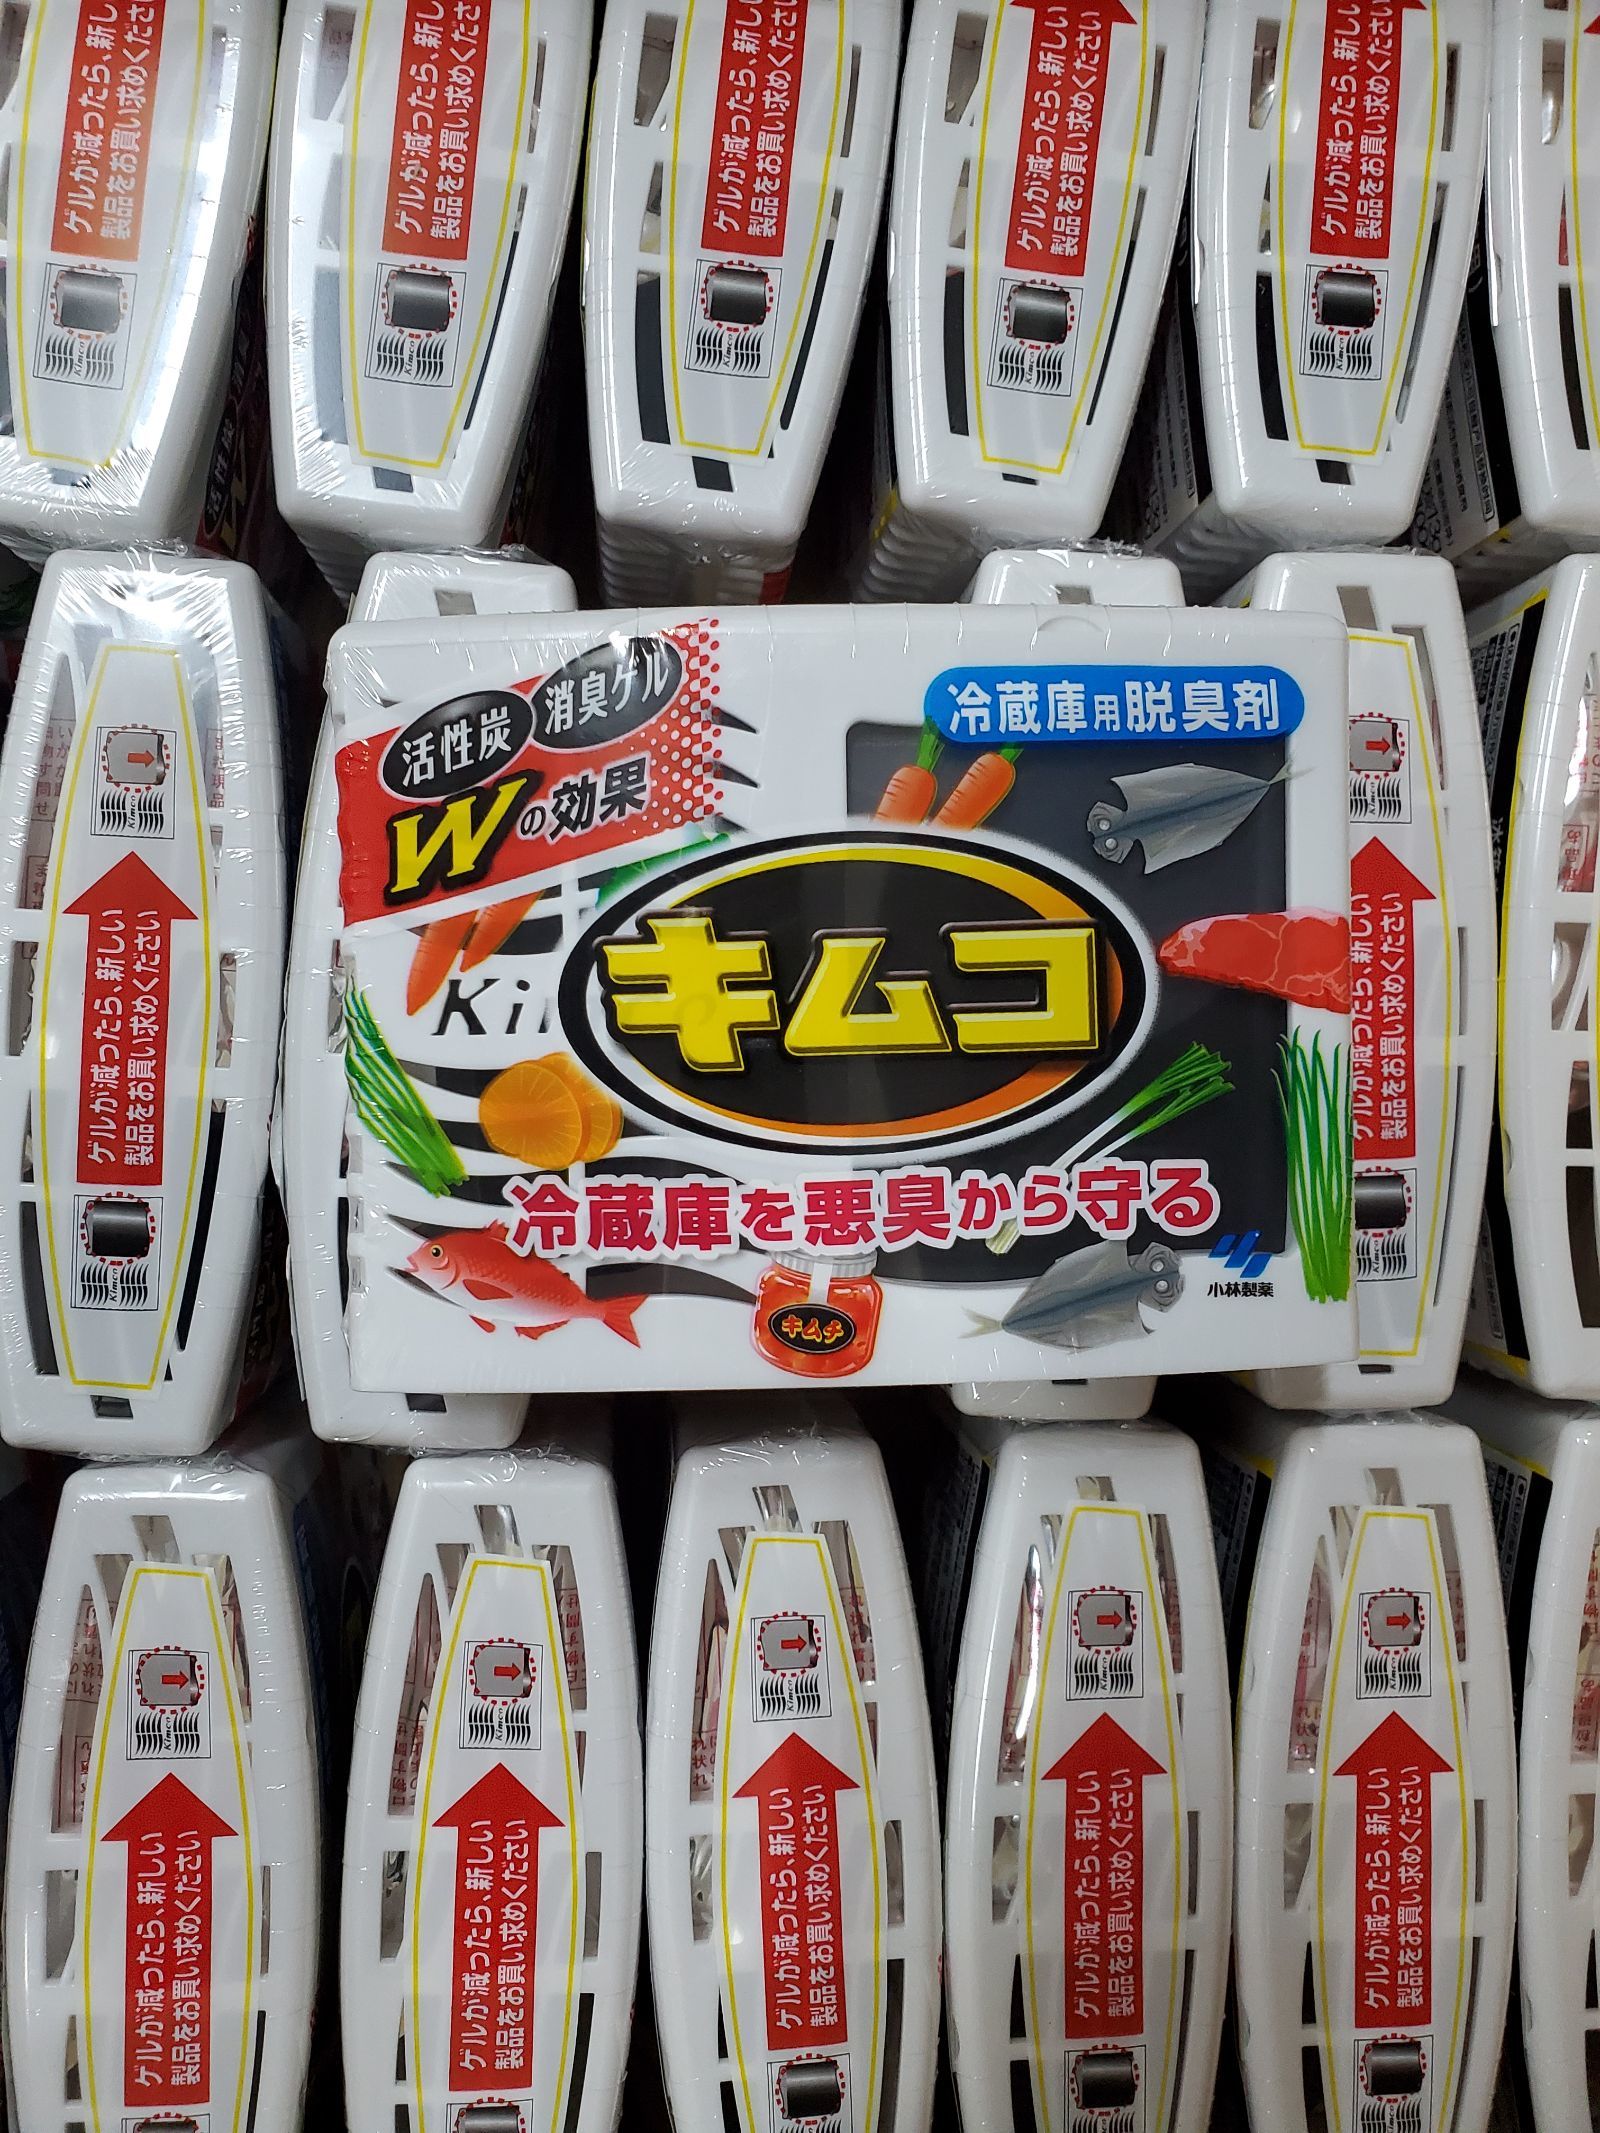 活性炭
消臭ゲル
Wの効果
冷蔵庫用脱臭剤
キムコ
冷蔵庫を悪臭から守る
キムチ
小林製薬
ゲルが減ったら、新しい
製品をお買い求めください
Kimco